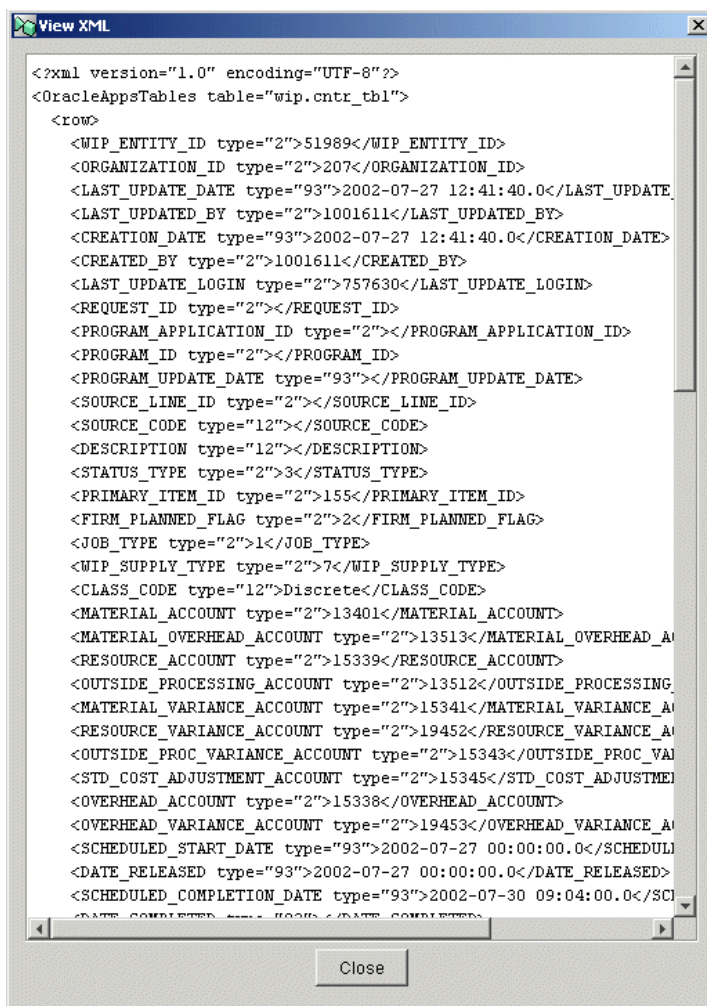 View XML
<?xml version="1.0" encoding="UTF-8"?>
<OracleAppsTables table="wip.cntr_tbl">
<row>
<WIP_ENTITY_ID type="2">51989</WIP_ENTITY_ID>
<ORGANIZATION_ID type="2">207</ORGANIZATION_ID>
<LAST_UPDATE_DATE type="93">2002-07-27 12:41:40.0</LAST_UPDATE_
<LAST_UPDATED_BY type="2">1001611</LAST_UPDATED_BY>
<CREATION_DATE type="93">2002-07-27 12:41:40.0</CREATION_DATE>
<CREATED_BY type="2">1001611</CREATED_BY>
<LAST_UPDATE_LOGIN type="2">757630</LAST_UPDATE_LOGIN>
<REQUEST_ID type="2"></REQUEST_ID>
<PROGRAM_APPLICATION_ID type="2"></PROGRAM_APPLICATION_ID>
<PROGRAM_ID type="2"></PROGRAM_ID>
<PROGRAM_UPDATE_DATE type="93"></PROGRAM_UPDATE_DATE>
<SOURCE_LINE_ID type="2"></SOURCE_LINE_ID>
<SOURCE_CODE type="12"></SOURCE_CODE>
<DESCRIPTION type="12"></DESCRIPTION>
<STATUS_TYPE type="2">3</STATUS_TYPE>
<PRIMARY_ITEM_ID type="2">155</PRIMARY_ITEM_ID>
<FIRM_PLANNED_FLAG type="2">2</FIRM_PLANNED_FLAG>
<JOB_TYPE type="2">1</JOB_TYPE>
<WIP_SUPPLY_TYPE type="2">7</WIP_SUPPLY_TYPE>
<CLASS_CODE type="12">Discrete</CLASS_CODE>
<MATERIAL_ACCOUNT type="2">13401</MATERIAL_ACCOUNT>
<MATERIAL_OVERHEAD_ACCOUNT type="2">13513</MATERIAL_OVERHEAD_A
<RESOURCE_ACCOUNT type="2">15339</RESOURCE_ACCOUNT>
<OUTSIDE_PROCESSING_ACCOUNT type="2">13512</OUTSIDE_PROCESSING_
<MATERIAL_VARIANCE_ACCOUNT type="2">15341</MATERIAL_VARIANCE_A
<RESOURCE_VARIANCE_ACCOUNT type="2">19452</RESOURCE_VARIANCE_A
<OUTSIDE_PROC_VARIANCE_ACCOUNT type="2">15343</OUTSIDE_PROC_VA
<STD_COST_ADJUSTMENT_ACCOUNT type="2">15345</STD_COST_ADJUSTME
<OVERHEAD_ACCOUNT type="2">15338</OVERHEAD_ACCOUNT>
<OVERHEAD_VARIANCE_ACCOUNT type="2">19453</OVERHEAD_VARIANCE_A
<SCHEDULED_START_DATE type="93">2002-07-27 00:00:00.0</SCHEDUL
<DATE_RELEASED type="93">2002-07-27 00:00:00.0</DATE_RELEASED>
<SCHEDULED_COMPLETION_DATE type="93">2002-07-30 09:04:00.0</SC
<DATE_COMPLETED type="93"></DATE_COMPLETED>
Close